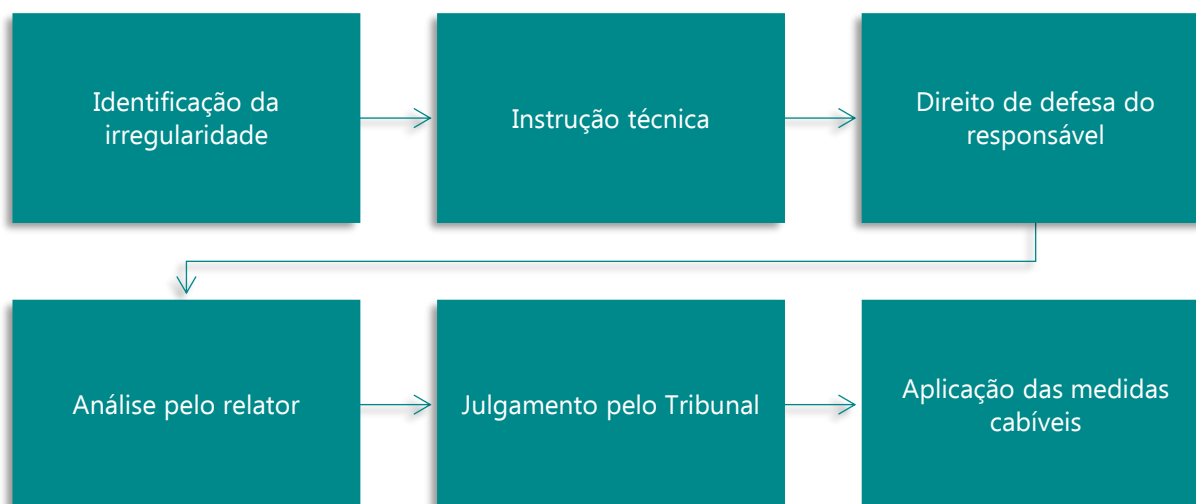 Identificação da
irregularidade
Instrução técnica
Direito de defesa do
responsável
Análise pelo relator
Julgamento pelo Tribunal
Aplicação das medidas
cabíveis